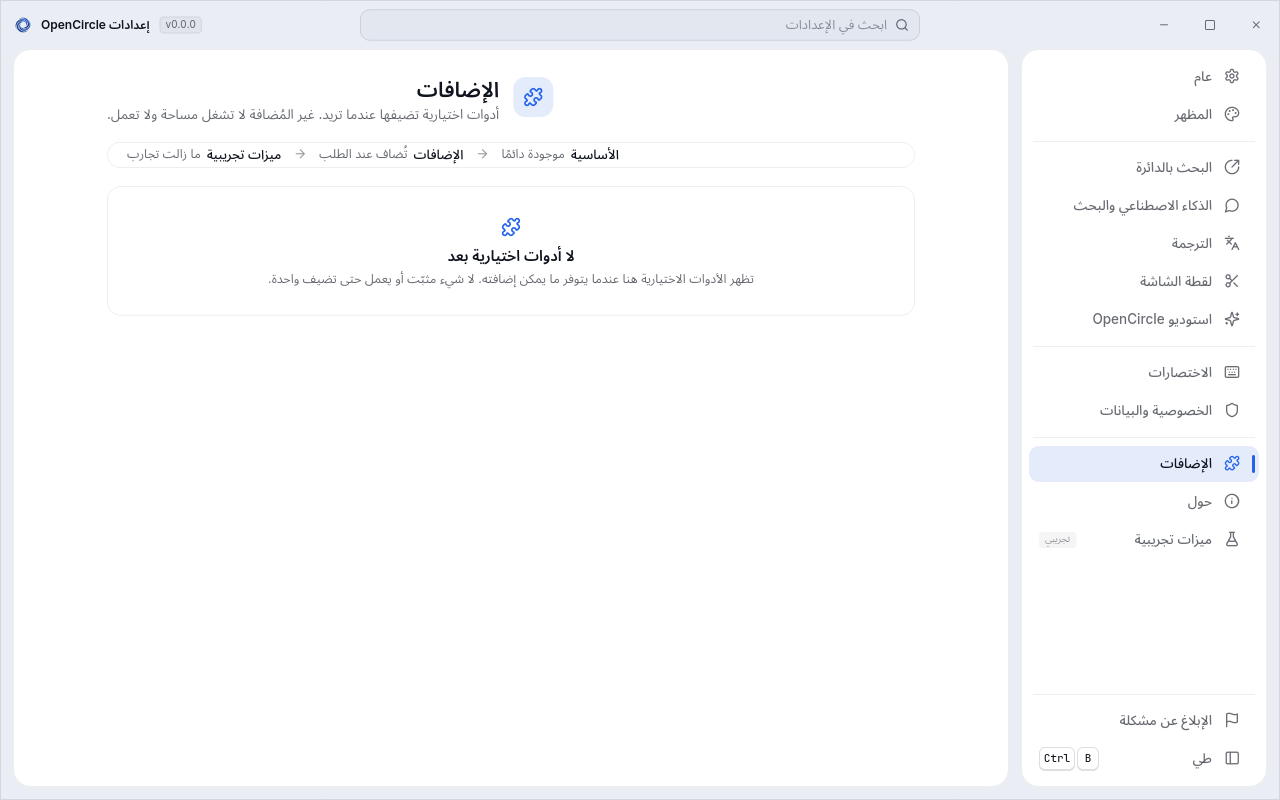 إعدادات OpenCircle
v0.0.0
ابحث في الإعدادات
عام
المظهر
البحث بالدائرة
الذكاء الاصطناعي والبحث
الترجمة
لقطة الشاشة
استوديو OpenCircle
الاختصارات
الخصوصية والبيانات
الإضافات
حول
ميزات تجريبية تجريبي
الإبلاغ عن مشكلة
طي Ctrl B
الإضافات
أدوات اختيارية تضيفها عندما تريد. غير المُضافة لا تشغل مساحة ولا تعمل.
الأساسية موجودة دائمًا ← الإضافات تُضاف عند الطلب ← ميزات تجريبية ما زالت تجارب
لا أدوات اختيارية بعد
تظهر الأدوات الاختيارية هنا عندما يتوفر ما يمكن إضافته. لا شيء مثبّت أو يعمل حتى تضيف واحدة.